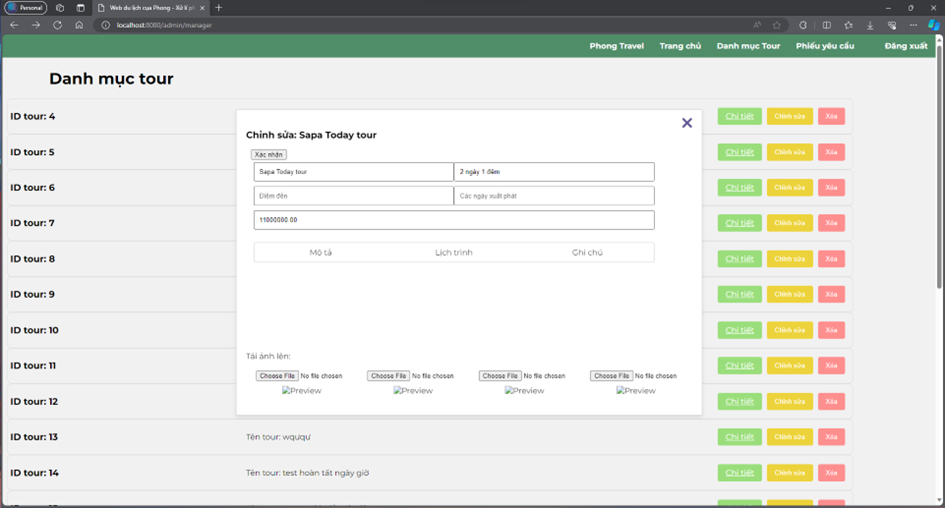 Personal
Web du lịch của Phong - Xử lí ph
localhost:8080/admin/manager
Phong Travel Trang chủ Danh mục Tour Phiếu yêu cầu Đăng xuất
Danh mục tour
ID tour: 4 Chi tiết Chỉnh sửa Xóa
Chỉnh sửa: Sapa Today tour
ID tour: 5 Chi tiết Chỉnh sửa Xóa
Xác nhận
Sapa Today tour 2 ngày 1 đêm
ID tour: 6 Chi tiết Chỉnh sửa Xóa
Điểm đến Các ngày xuất phát
ID tour: 7 Chi tiết Chỉnh sửa Xóa
11000000.00
ID tour: 8 Chi tiết Chỉnh sửa Xóa
Mô tả Lịch trình Ghi chú
ID tour: 9 Chi tiết Chỉnh sửa Xóa
ID tour: 10 Chi tiết Chỉnh sửa Xóa
Tải ảnh lên:
ID tour: 11 Chi tiết Chỉnh sửa Xóa
Choose File No file chosen Choose File No file chosen Choose File No file chosen Choose File No file chosen
Preview Preview Preview Preview
ID tour: 12 Chi tiết Chỉnh sửa Xóa
ID tour: 13 Tên tour: wqưqư Chi tiết Chỉnh sửa Xóa
ID tour: 14 Tên tour: test hoàn tất ngày giờ Chi tiết Chỉnh sửa Xóa